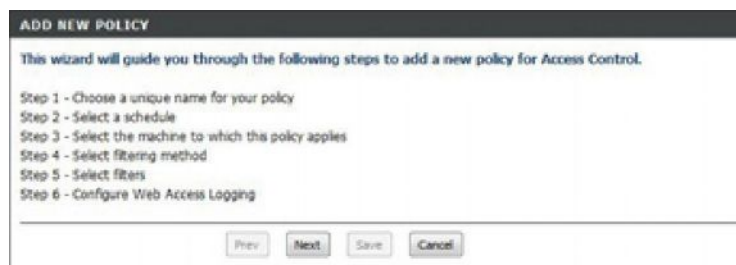 ADD NEW POLICY
This wizard will guide you through the following steps to add a new policy for Access Control.
Step 1 - Choose a unique name for your policy
Step 2 - Select a schedule
Step 3 - Select the machine to which this policy applies
Step 4 - Select filtering method
Step 5 - Select filters
Step 6 - Configure Web Access Logging
Prev Next Save Cancel